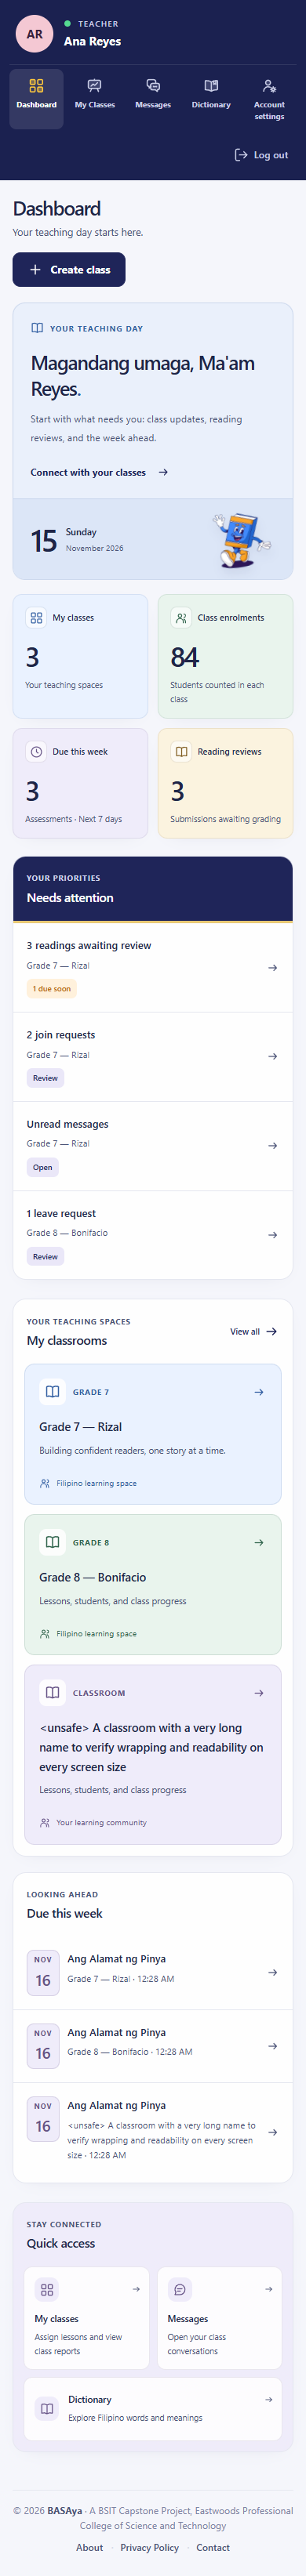 AR
TEACHER
Ana Reyes
Dashboard
My Classes
Messages
Dictionary
Account
settings
Log out
Dashboard
Your teaching day starts here.
Create class
YOUR TEACHING DAY
Magandang umaga, Ma'am
Reyes.
Start with what needs you: class updates, reading
reviews, and the week ahead.
Connect with your classes
15
Sunday
November 2026
My classes
3
Your teaching spaces
Class enrolments
84
Students counted in each
class
Due this week
3
Assessments · Next 7 days
Reading reviews
3
Submissions awaiting grading
YOUR PRIORITIES
Needs attention
3 readings awaiting review
Grade 7 — Rizal
1 due soon
2 join requests
Grade 7 — Rizal
Review
Unread messages
Grade 7 — Rizal
Open
1 leave request
Grade 8 — Bonifacio
Review
YOUR TEACHING SPACES
My classrooms
View all
GRADE 7
Grade 7 — Rizal
Building confident readers, one story at a time.
Filipino learning space
GRADE 8
Grade 8 — Bonifacio
Lessons, students, and class progress
Filipino learning space
CLASSROOM
<unsafe> A classroom with a very long
name to verify wrapping and readability on
every screen size
Lessons, students, and class progress
Your learning community
LOOKING AHEAD
Due this week
NOV
16
Ang Alamat ng Pinya
Grade 7 — Rizal · 12:28 AM
NOV
16
Ang Alamat ng Pinya
Grade 8 — Bonifacio · 12:28 AM
NOV
16
Ang Alamat ng Pinya
<unsafe> A classroom with a very long name to
verify wrapping and readability on every screen
size · 12:28 AM
STAY CONNECTED
Quick access
My classes
Assign lessons and view
class reports
Messages
Open your class
conversations
Dictionary
Explore Filipino words and meanings
© 2026 BASAya · A BSIT Capstone Project, Eastwoods Professional
College of Science and Technology
About · Privacy Policy · Contact